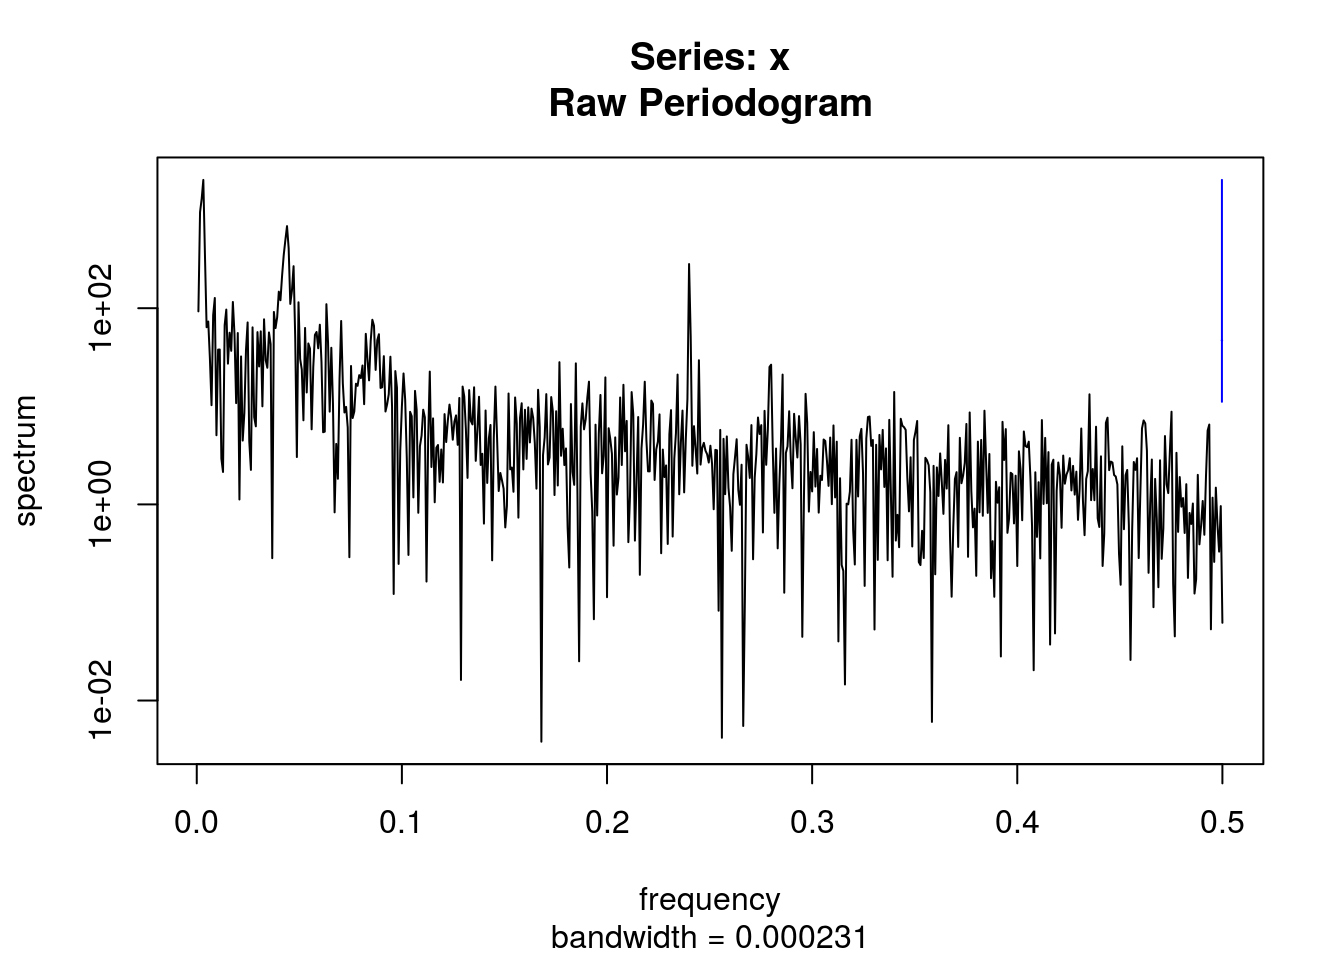 Series: x
Raw Periodogram
spectrum
1e+02
1e+00
1e-02
0.0 0.1 0.2 0.3 0.4 0.5
frequency
bandwidth = 0.000231